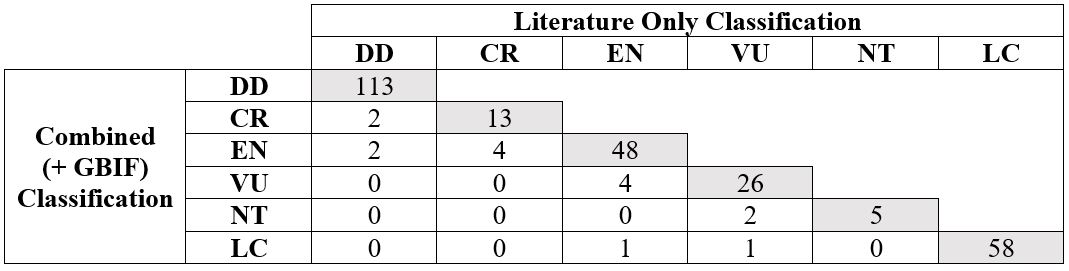 Literature Only Classification
DD CR EN VU NT LC
Combined (+ GBIF) Classification
DD 113
CR 2 13
EN 2 4 48
VU 0 0 4 26
NT 0 0 0 2 5
LC 0 0 1 1 0 58